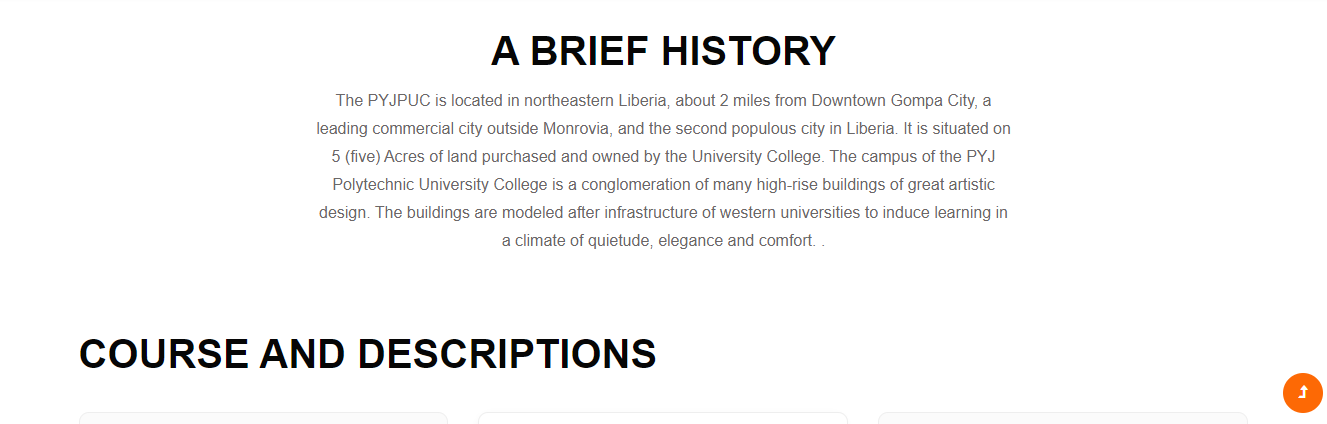 A BRIEF HISTORY
The PYJPUC is located in northeastern Liberia, about 2 miles from Downtown Gompa City, a
leading commercial city outside Monrovia, and the second populous city in Liberia. It is situated on
5 (five) Acres of land purchased and owned by the University College. The campus of the PYJ
Polytechnic University College is a conglomeration of many high-rise buildings of great artistic
design. The buildings are modeled after infrastructure of western universities to induce learning in
a climate of quietude, elegance and comfort. .
COURSE AND DESCRIPTIONS